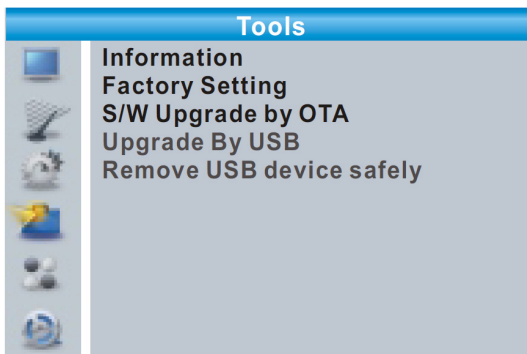 Tools
Information
Factory Setting
S/W Upgrade by OTA
Upgrade By USB
Remove USB device safely